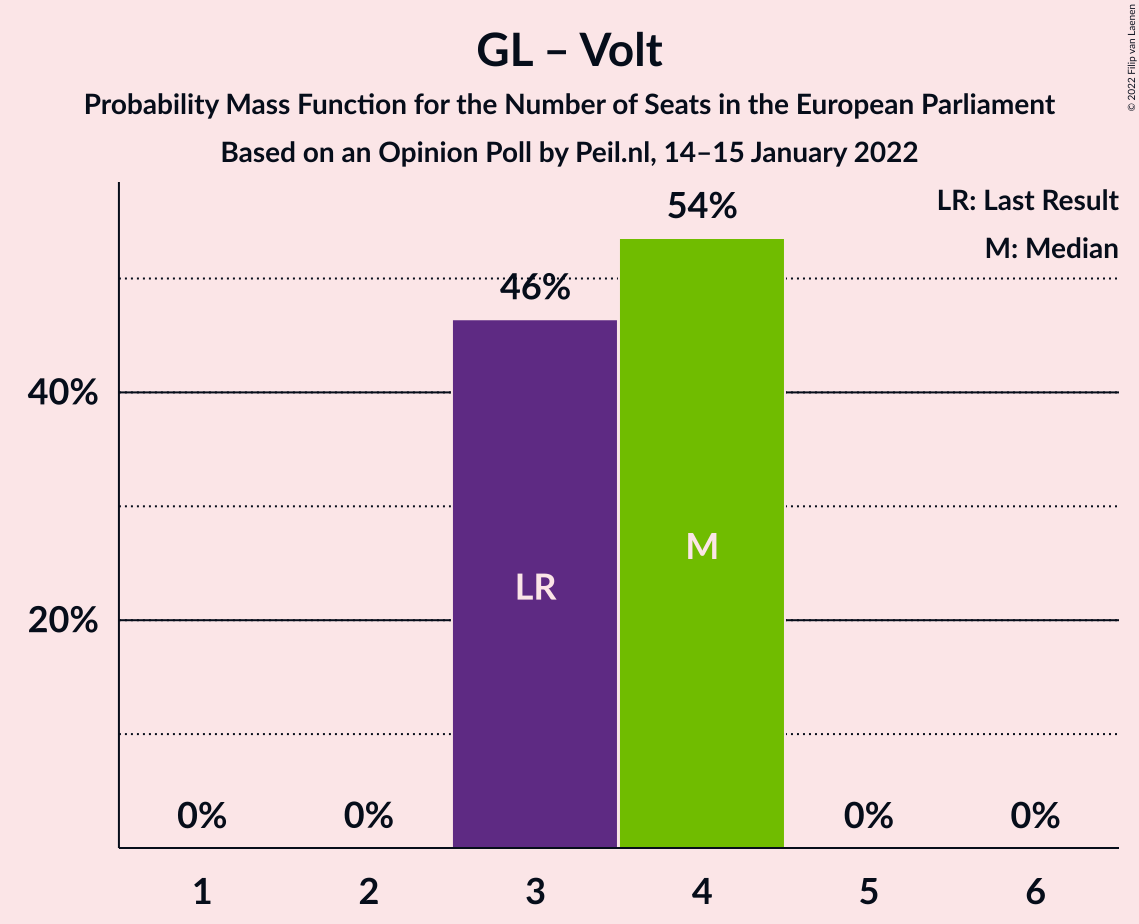 GL – Volt
Probability Mass Function for the Number of Seats in the European Parliament
Based on an Opinion Poll by Peil.nl, 14–15 January 2022
© 2022 Filip van Laenen
LR: Last Result
M: Median
54%
46%
40%
20%
LR
M
0%
0%
0%
0%
1
2
3
4
5
6